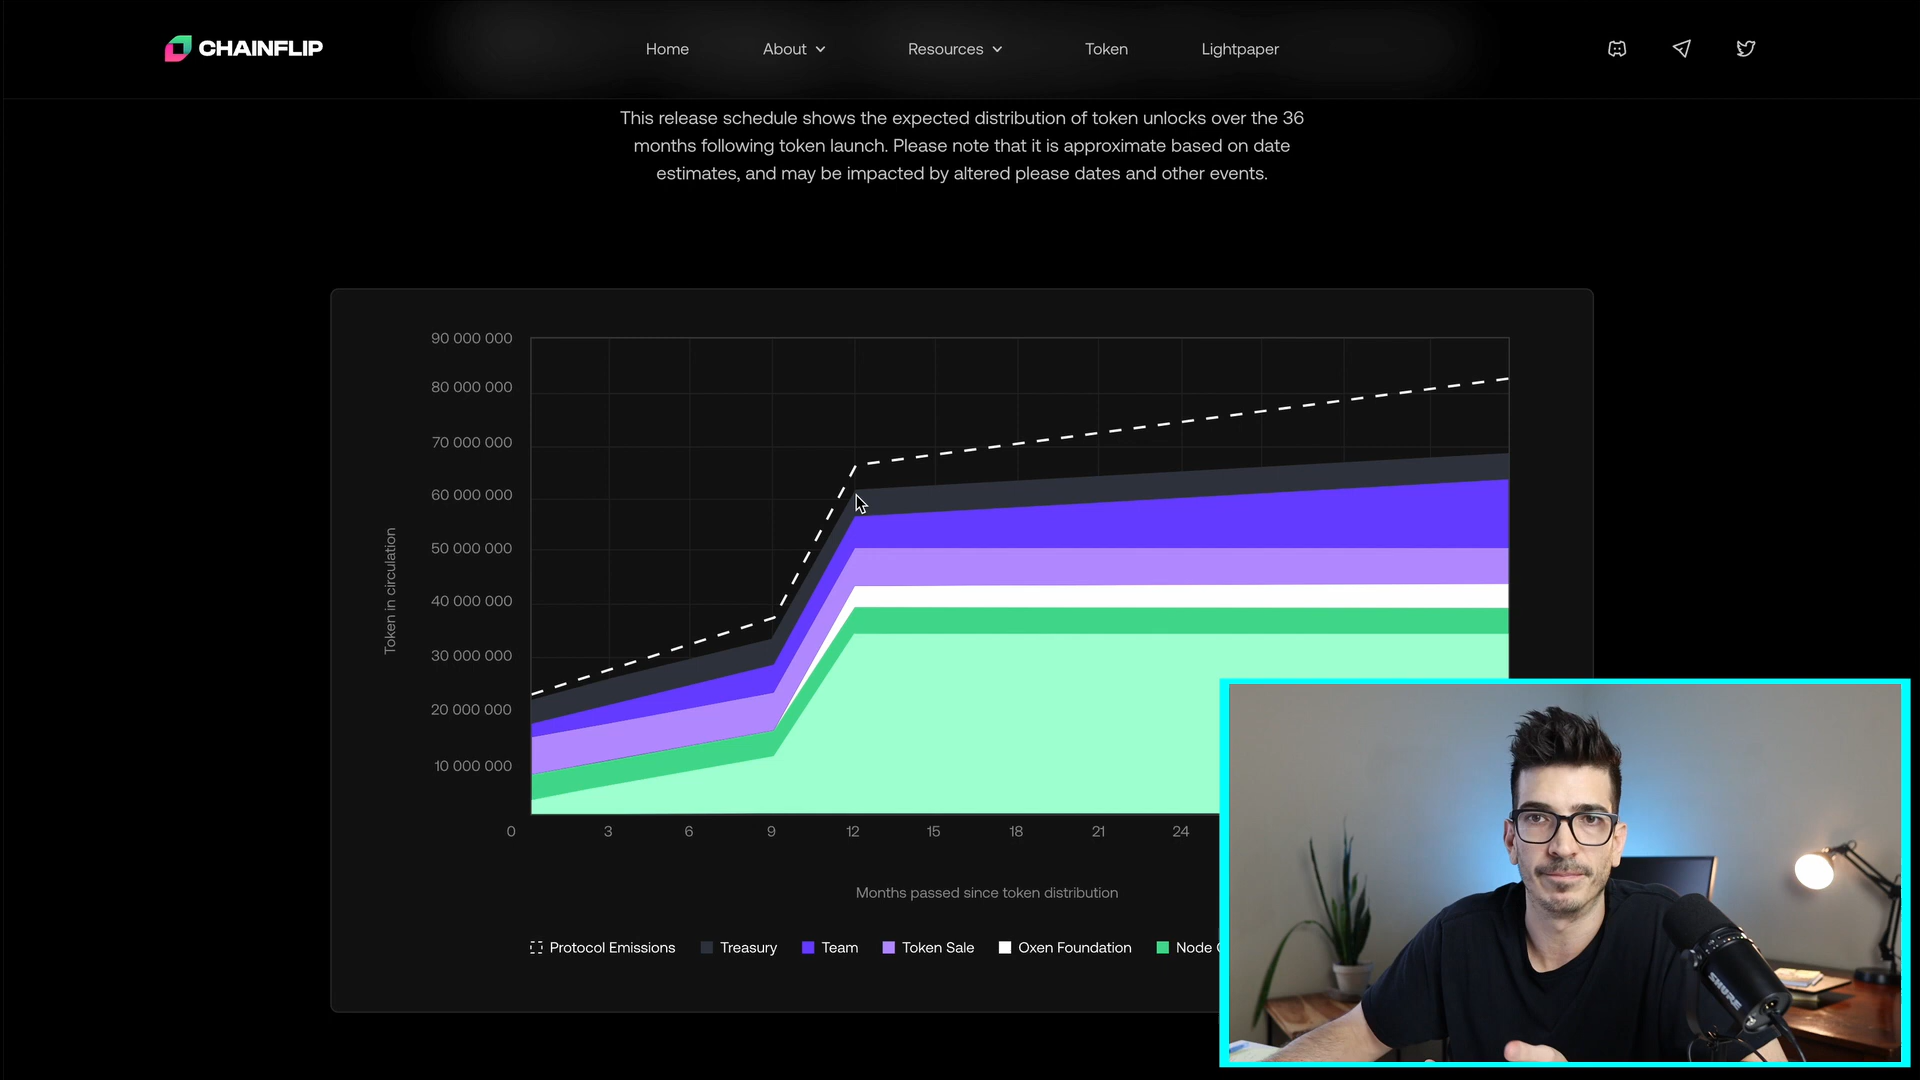 CHAINFLIP
Home About Resources Token Lightpaper
This release schedule shows the expected distribution of token unlocks over the 36
months following token launch. Please note that it is approximate based on date
estimates, and may be impacted by altered please dates and other events.
90 000 000
80 000 000
70 000 000
60 000 000
50 000 000
40 000 000
30 000 000
20 000 000
10 000 000
Token in circulation
0 3 6 9 12 15 18 21 24
Months passed since token distribution
Protocol Emissions Treasury Team Token Sale Oxen Foundation Node
SHURE